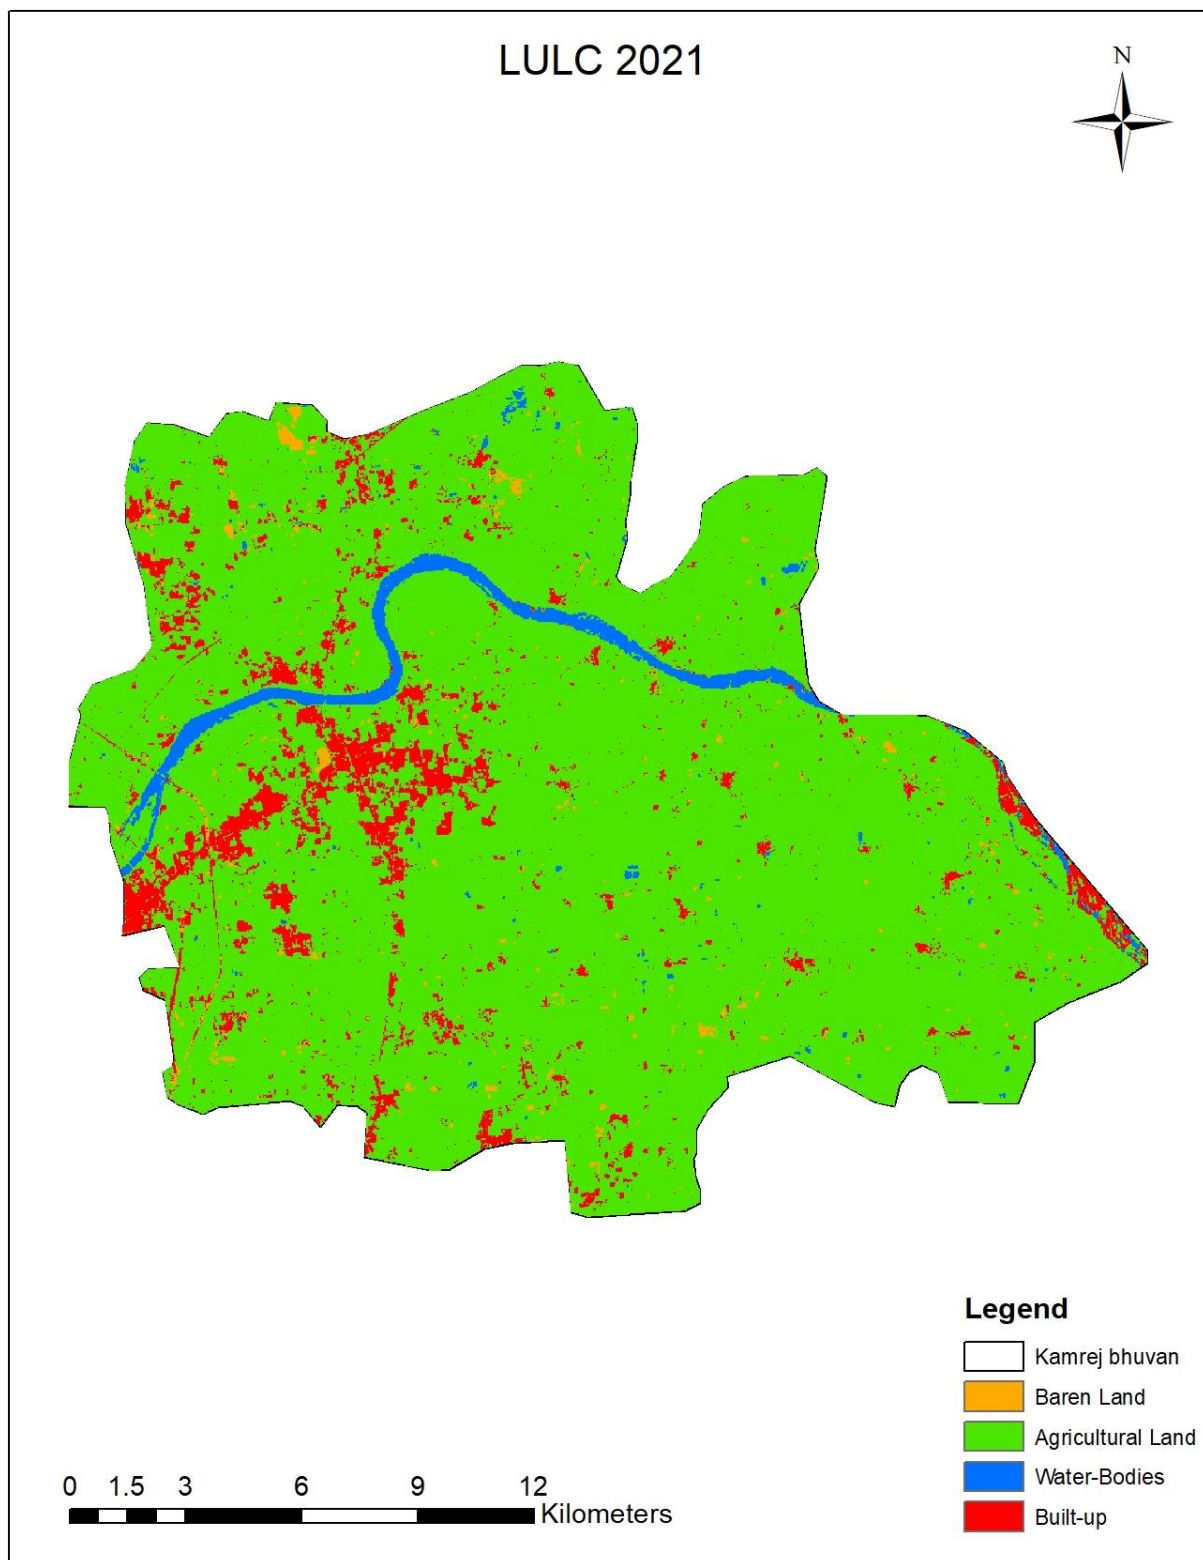 LULC 2021
N
Legend
Kamrej bhuvan
Baren Land
Agricultural Land
Water-Bodies
Built-up
0 1.5 3 6 9 12
Kilometers